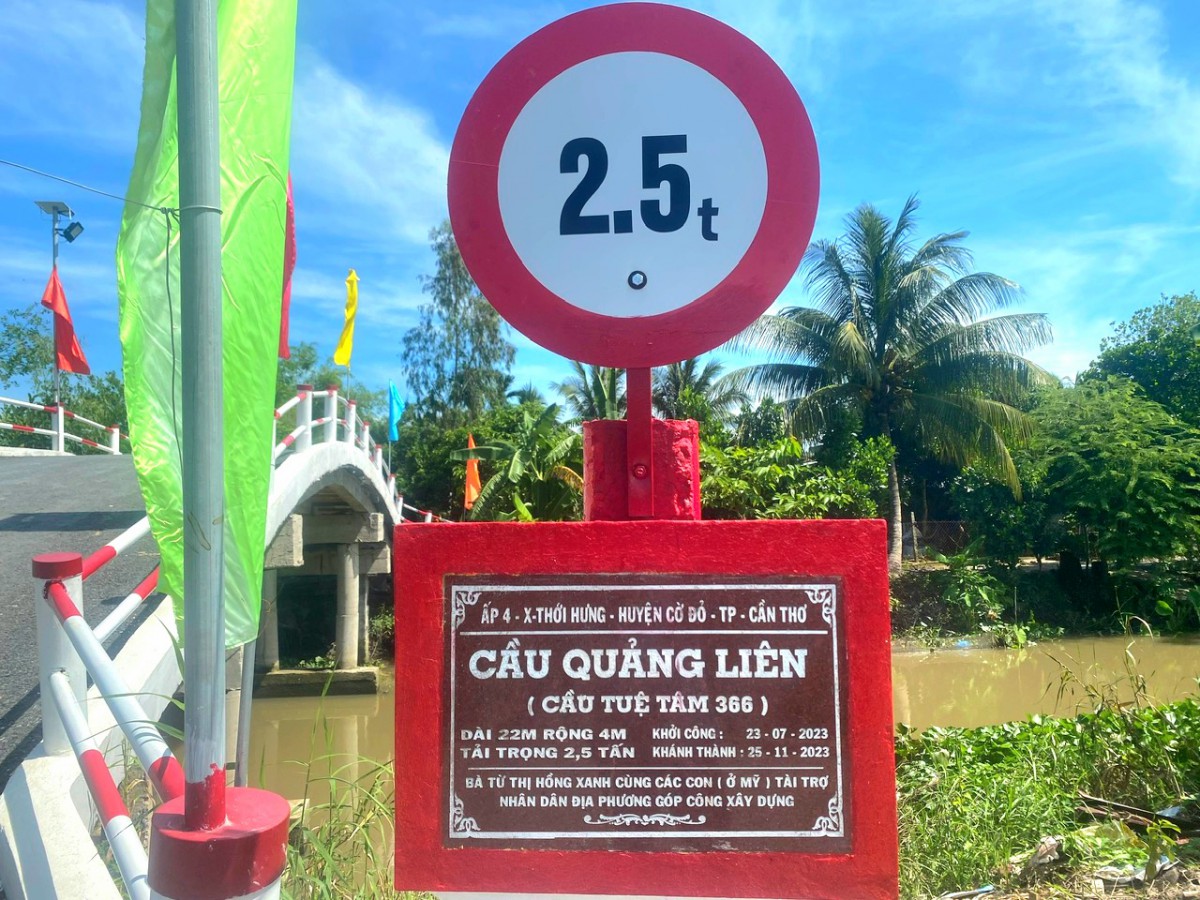 2.5t
ẤP 4 - X-THỚI HƯNG - HUYỆN CỜ ĐỎ - TP - CẦN THƠ
CẦU QUẢNG LIÊN
( CẦU TUỆ TÂM 366 )
DÀI 22M RỘNG 4M KHỞI CÔNG : 23 - 07 - 2023
TẢI TRỌNG 2,5 TẤN KHÁNH THÀNH : 25 - 11 - 2023
BÀ TỪ THỊ HỒNG XANH CÙNG CÁC CON ( Ở MỸ ) TÀI TRỢ
NHÂN DÂN ĐỊA PHƯƠNG GÓP CÔNG XÂY DỰNG